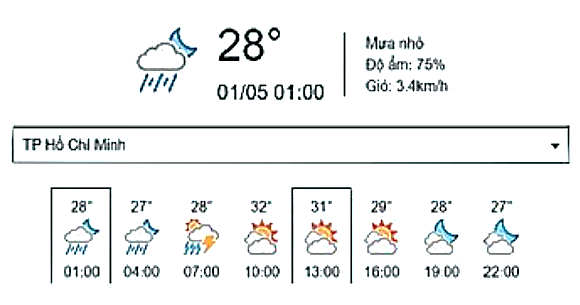 28°
01/05 01:00
Mưa nhỏ
Độ ẩm: 75%
Gió: 3.4km/h
TP Hồ Chí Minh
28° 27° 28° 32° 31° 29° 28° 27°
01:00 04:00 07:00 10:00 13:00 16:00 19:00 22:00